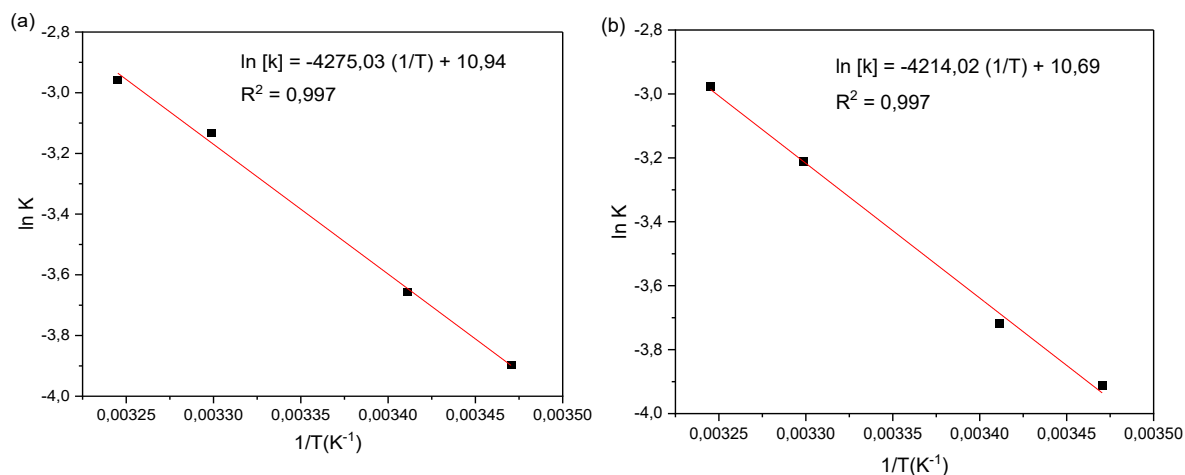 (a)
ln [k] = -4275,03 (1/T) + 10,94
R² = 0,997
-2,8
-3,0
-3,2
-3,4
-3,6
-3,8
-4,0
ln K
0,00325 0,00330 0,00335 0,00340 0,00345 0,00350
1/T(K⁻¹)
(b)
ln [k] = -4214,02 (1/T) + 10,69
R² = 0,997
-2,8
-3,0
-3,2
-3,4
-3,6
-3,8
-4,0
ln K
0,00325 0,00330 0,00335 0,00340 0,00345 0,00350
1/T(K⁻¹)